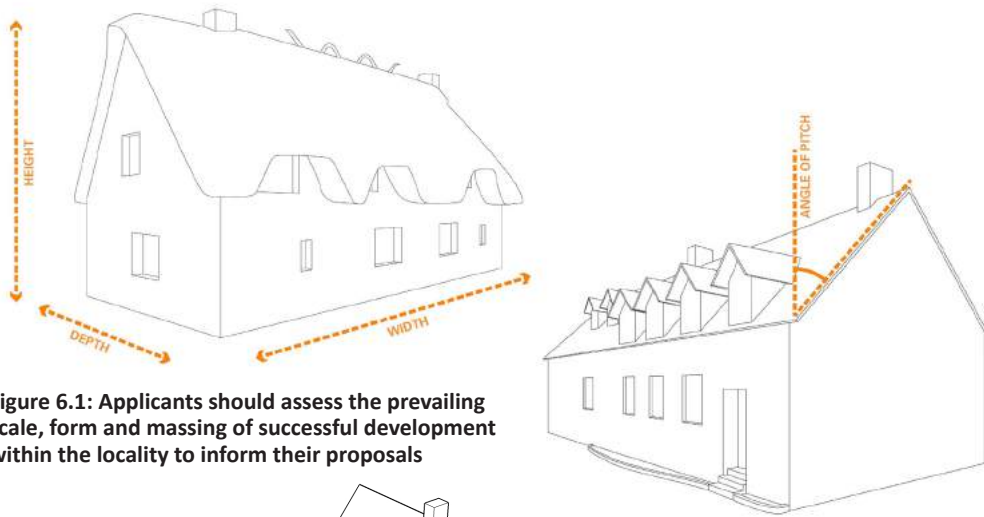 HEIGHT
DEPTH
WIDTH
ANGLE OF PITCH
igure 6.1: Applicants should assess the prevailing
cale, form and massing of successful development
vithin the locality to inform their proposals